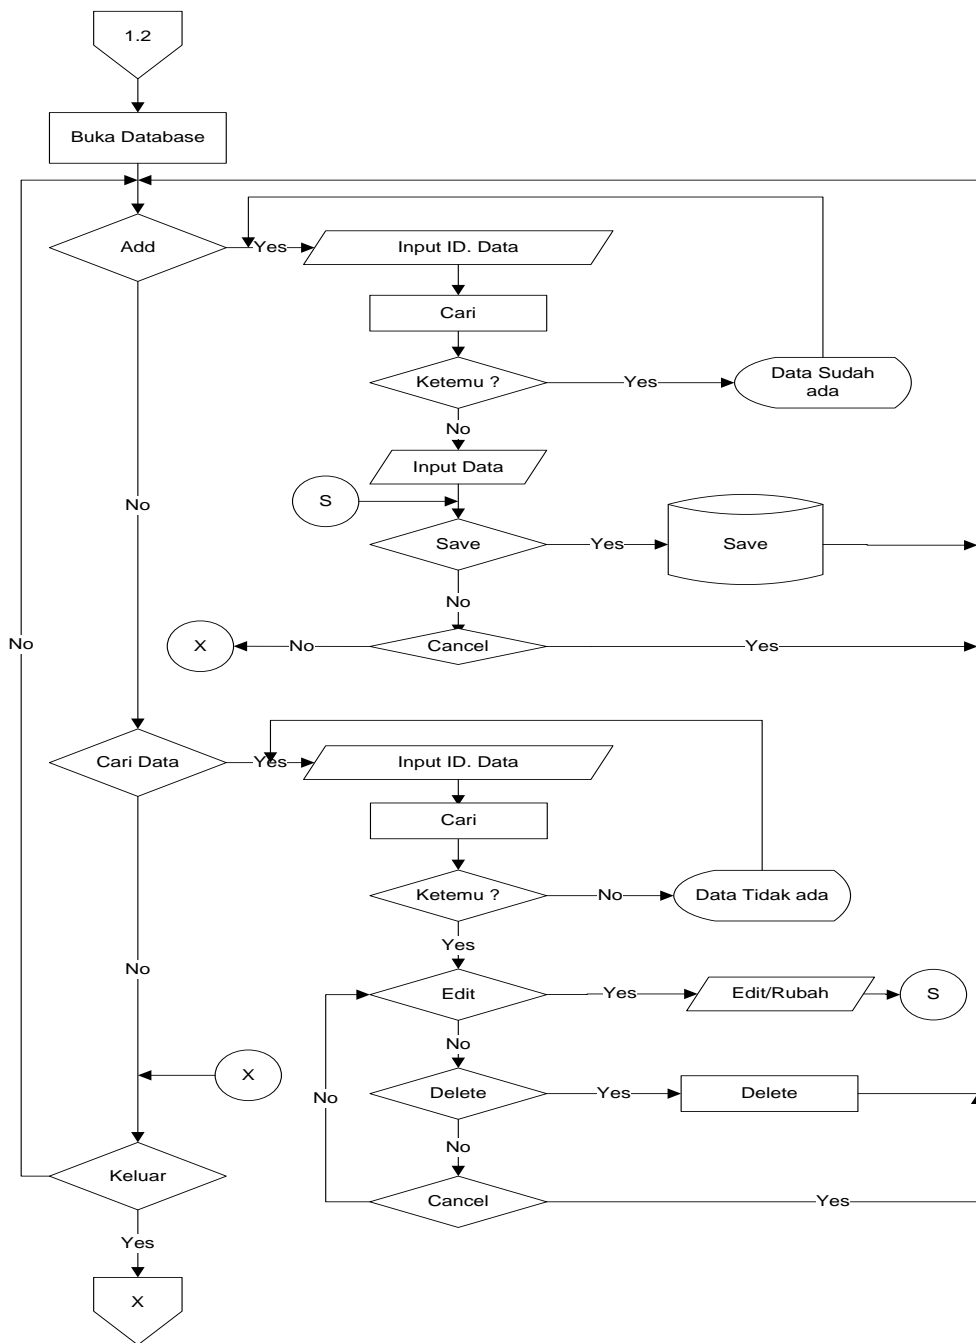 1.2
Buka Database
Add
Yes
Input ID. Data
Cari
Ketemu ?
Yes
Data Sudah
ada
No
Input Data
S
No
Save
Yes
Save
No
No
X
No
Cancel
Yes
Cari Data
Yes
Input ID. Data
Cari
Ketemu ?
No
Data Tidak ada
Yes
No
Edit
Yes
Edit/Rubah
S
No
X
No
Delete
Yes
Delete
No
Keluar
Cancel
Yes
Yes
X